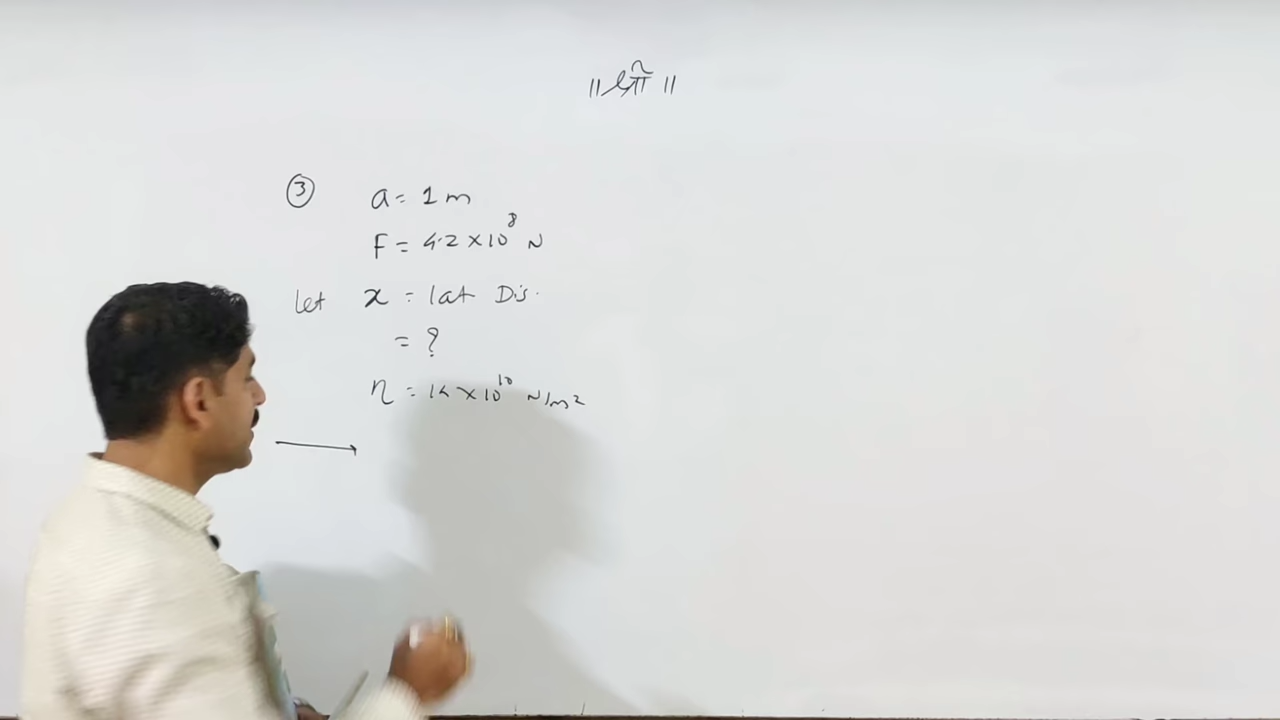 ॥ श्री ॥
③ a = 1 m
F = 4.2 × 10⁸ N
let x = lat Dis.
= ?
η = 14 × 10¹⁰ N/m²